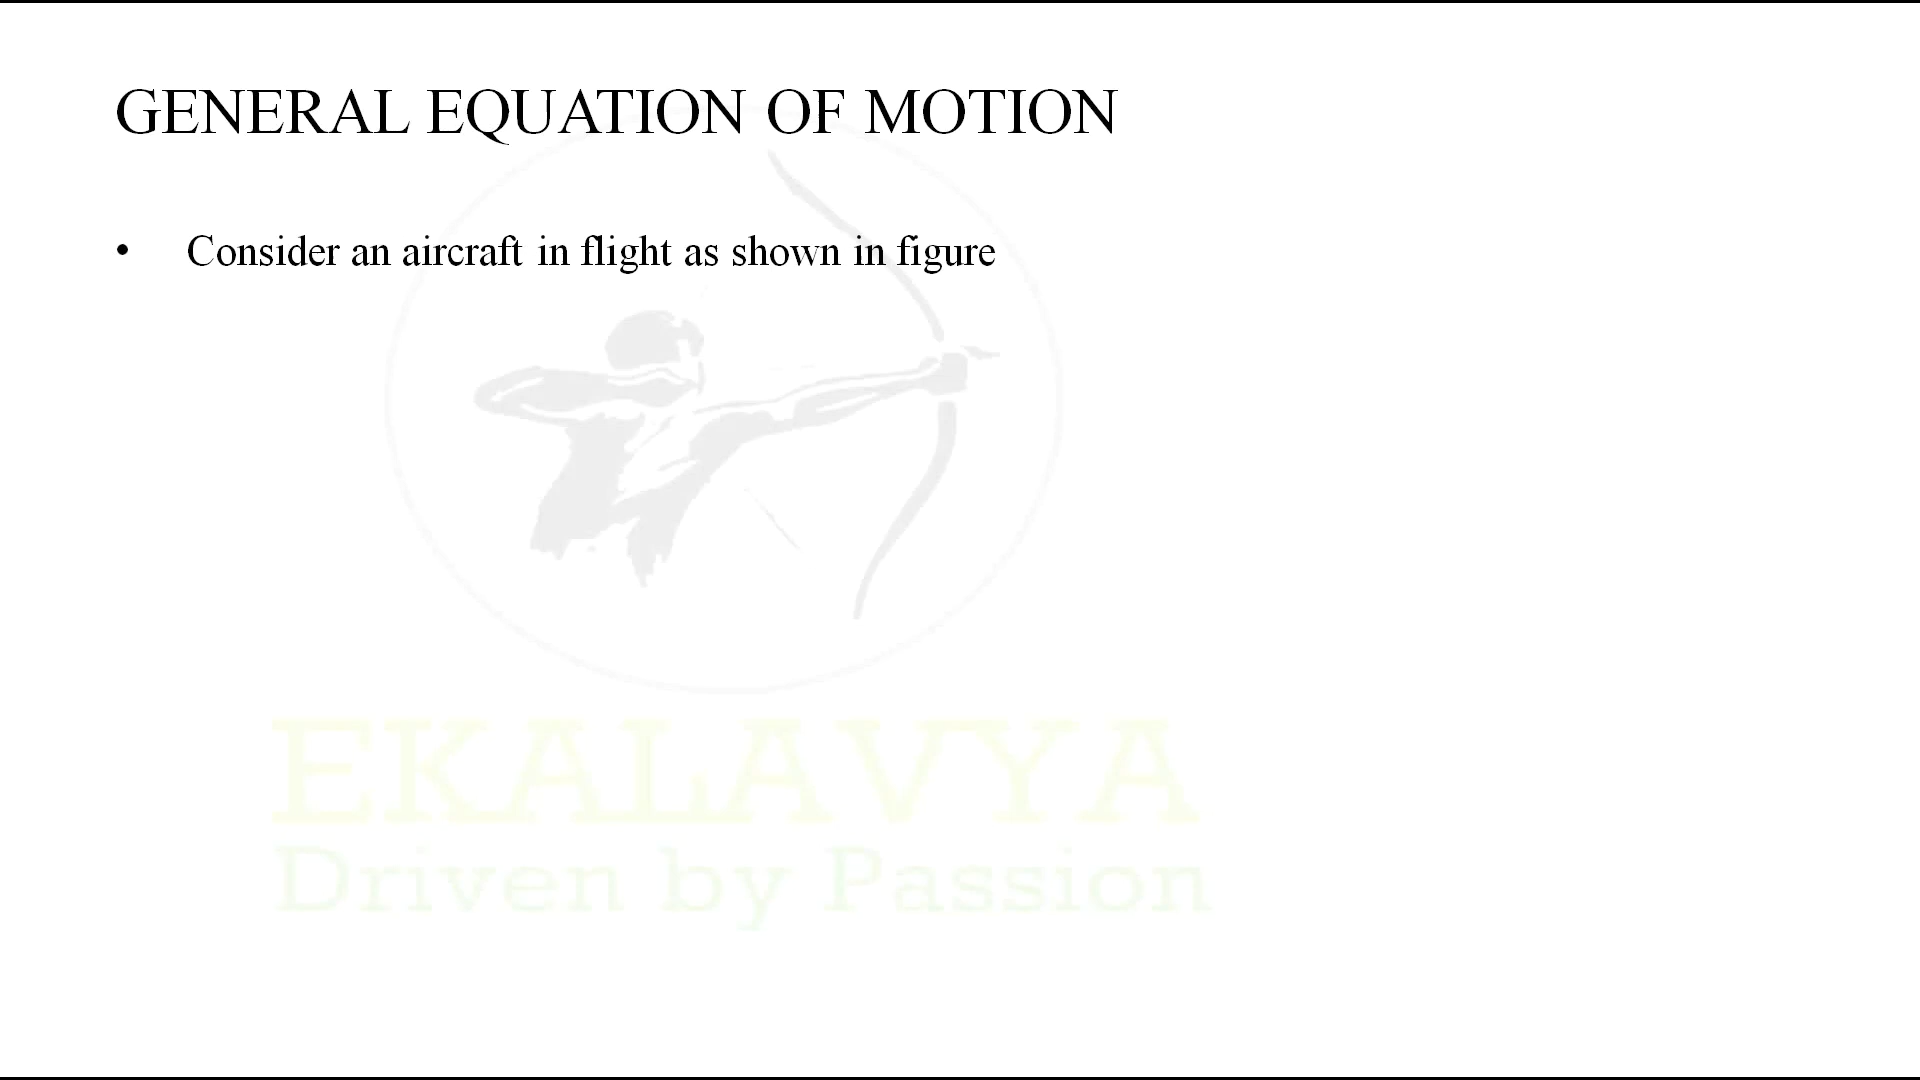 GENERAL EQUATION OF MOTION
• Consider an aircraft in flight as shown in figure
EKALAVYA
Driven by Passion